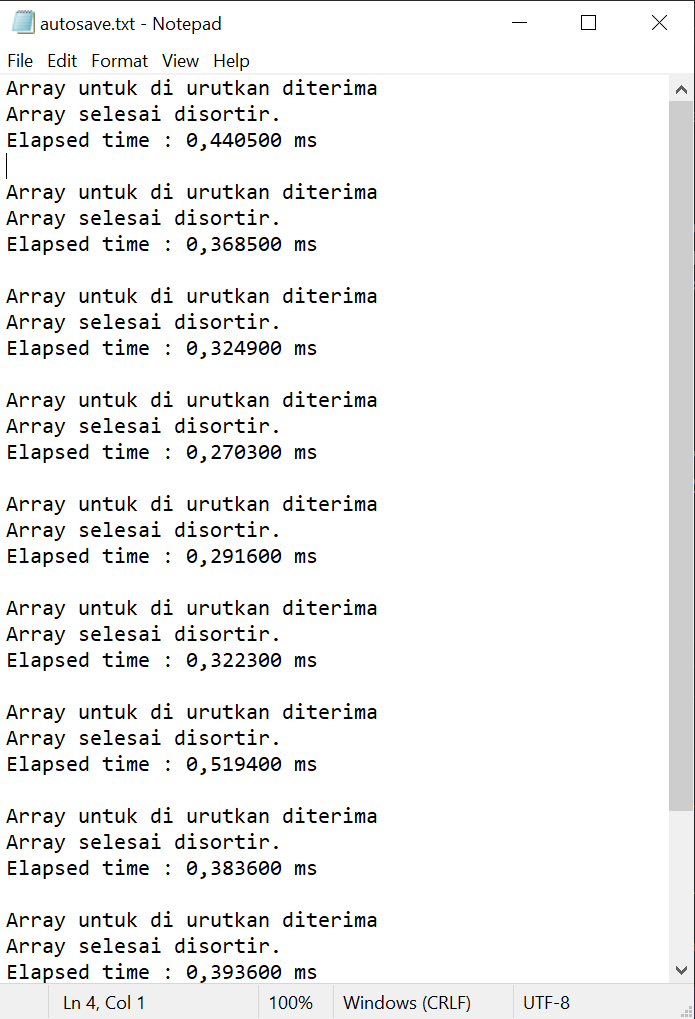 autosave.txt - Notepad
File Edit Format View Help
Array untuk di urutkan diterima
Array selesai disortir.
Elapsed time : 0,440500 ms
Array untuk di urutkan diterima
Array selesai disortir.
Elapsed time : 0,368500 ms
Array untuk di urutkan diterima
Array selesai disortir.
Elapsed time : 0,324900 ms
Array untuk di urutkan diterima
Array selesai disortir.
Elapsed time : 0,270300 ms
Array untuk di urutkan diterima
Array selesai disortir.
Elapsed time : 0,291600 ms
Array untuk di urutkan diterima
Array selesai disortir.
Elapsed time : 0,322300 ms
Array untuk di urutkan diterima
Array selesai disortir.
Elapsed time : 0,519400 ms
Array untuk di urutkan diterima
Array selesai disortir.
Elapsed time : 0,383600 ms
Array untuk di urutkan diterima
Array selesai disortir.
Elapsed time : 0,393600 ms
Ln 4, Col 1 100% Windows (CRLF) UTF-8